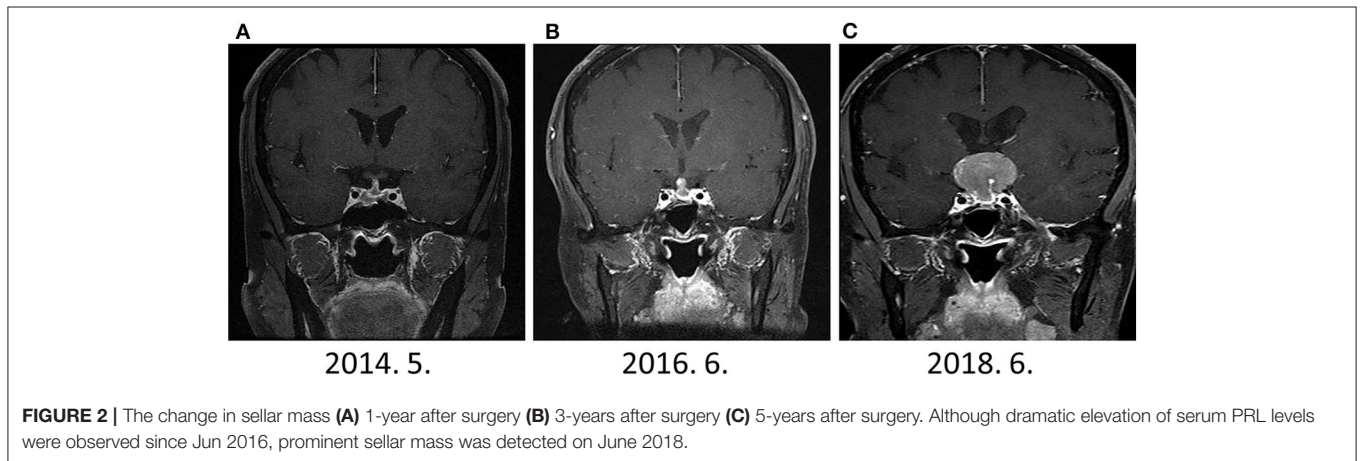 A B C
2014. 5. 2016. 6. 2018. 6.
FIGURE 2 | The change in sellar mass (A) 1-year after surgery (B) 3-years after surgery (C) 5-years after surgery. Although dramatic elevation of serum PRL levels
were observed since Jun 2016, prominent sellar mass was detected on June 2018.